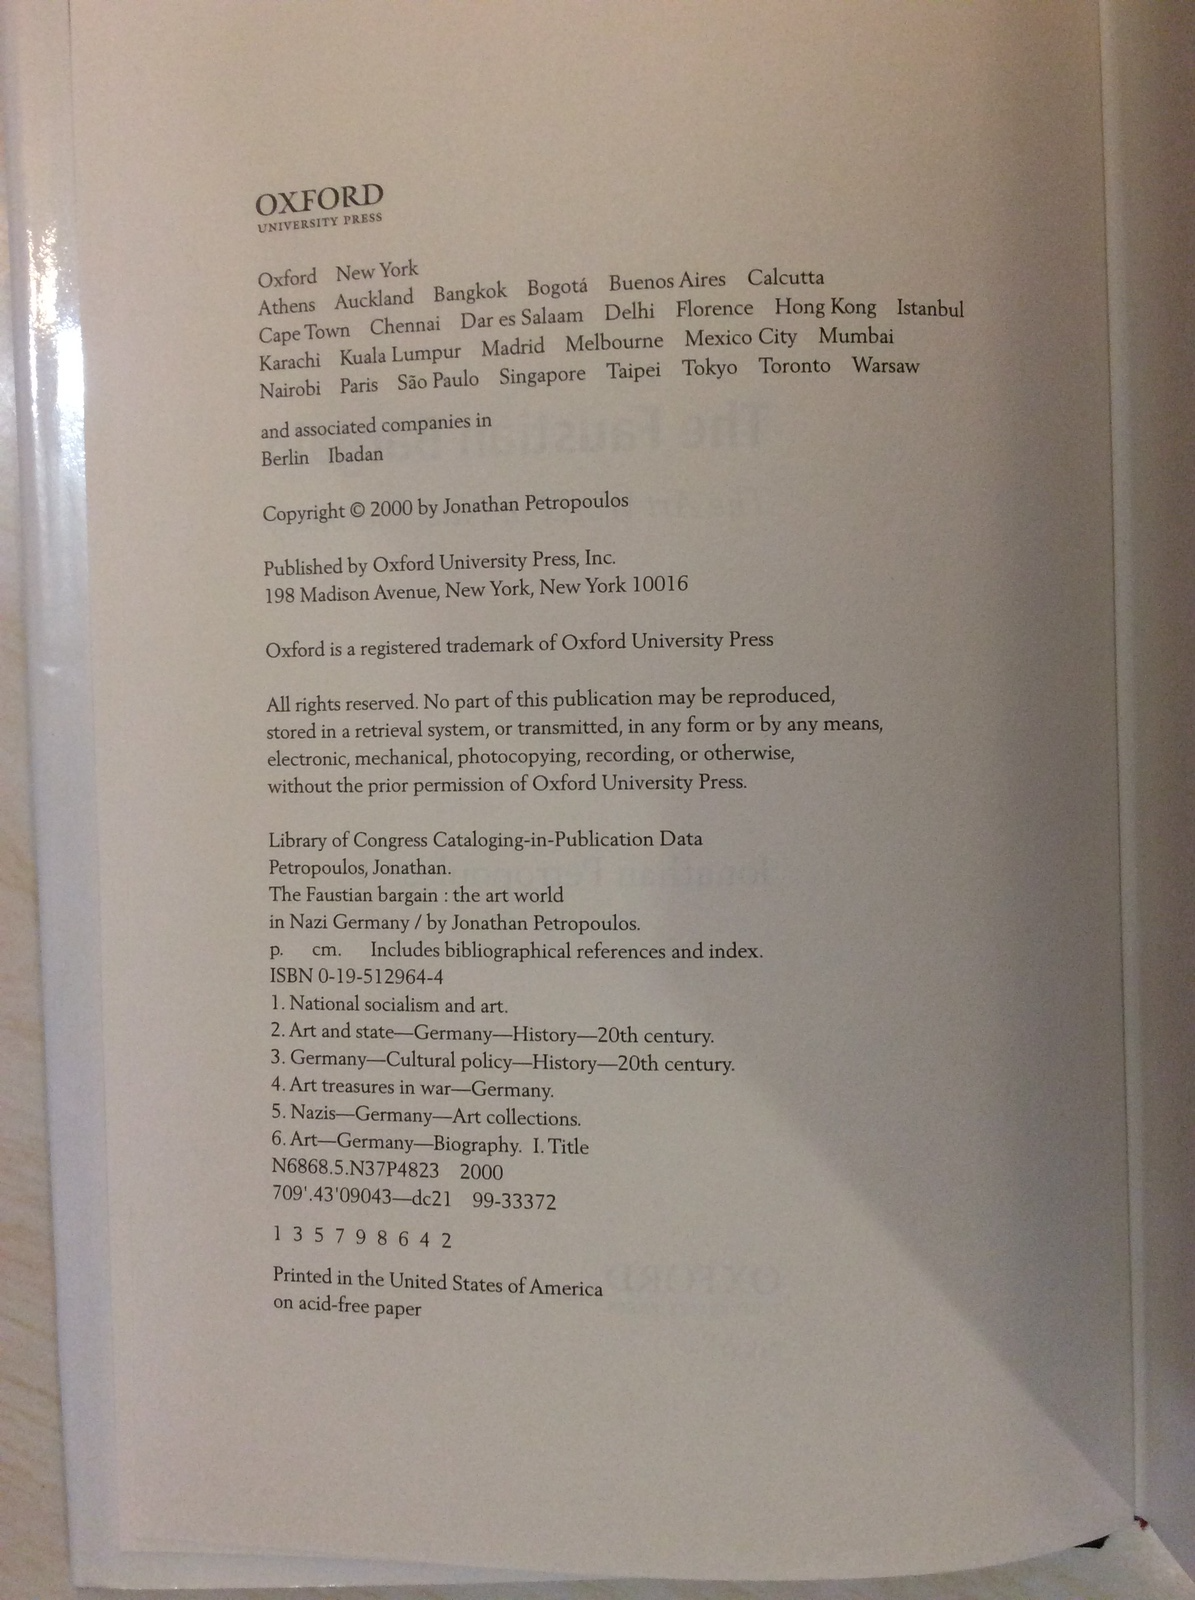 OXFORD
UNIVERSITY PRESS
Oxford New York
Athens Auckland Bangkok Bogotá Buenos Aires Calcutta
Cape Town Chennai Dar es Salaam Delhi Florence Hong Kong Istanbul
Karachi Kuala Lumpur Madrid Melbourne Mexico City Mumbai
Nairobi Paris São Paulo Singapore Taipei Tokyo Toronto Warsaw
and associated companies in
Berlin Ibadan
Copyright © 2000 by Jonathan Petropoulos
Published by Oxford University Press, Inc.
198 Madison Avenue, New York, New York 10016
Oxford is a registered trademark of Oxford University Press
All rights reserved. No part of this publication may be reproduced,
stored in a retrieval system, or transmitted, in any form or by any means,
electronic, mechanical, photocopying, recording, or otherwise,
without the prior permission of Oxford University Press.
Library of Congress Cataloging-in-Publication Data
Petropoulos, Jonathan.
The Faustian bargain : the art world
in Nazi Germany / by Jonathan Petropoulos.
p. cm. Includes bibliographical references and index.
ISBN 0-19-512964-4
1. National socialism and art.
2. Art and state—Germany—History—20th century.
3. Germany—Cultural policy—History—20th century.
4. Art treasures in war—Germany.
5. Nazis—Germany—Art collections.
6. Art—Germany—Biography. I. Title
N6868.5.N37P4823 2000
709'.43'09043—dc21 99-33372
1 3 5 7 9 8 6 4 2
Printed in the United States of America
on acid-free paper